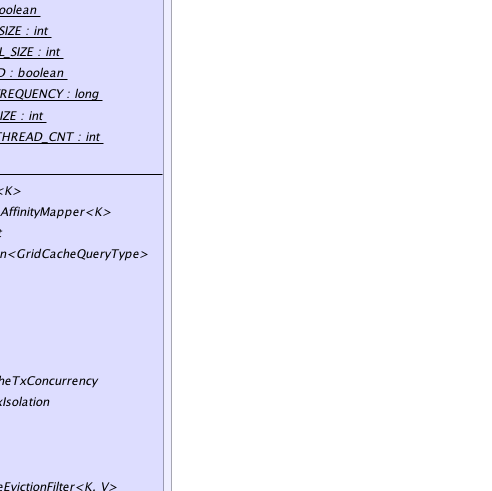 oolean
SIZE : int
L_SIZE : int
D : boolean
REQUENCY : long
IZE : int
THREAD_CNT : int
<K>
AffinityMapper<K>
t
n<GridCacheQueryType>
heTxConcurrency
xIsolation
eEvictionFilter<K, V>